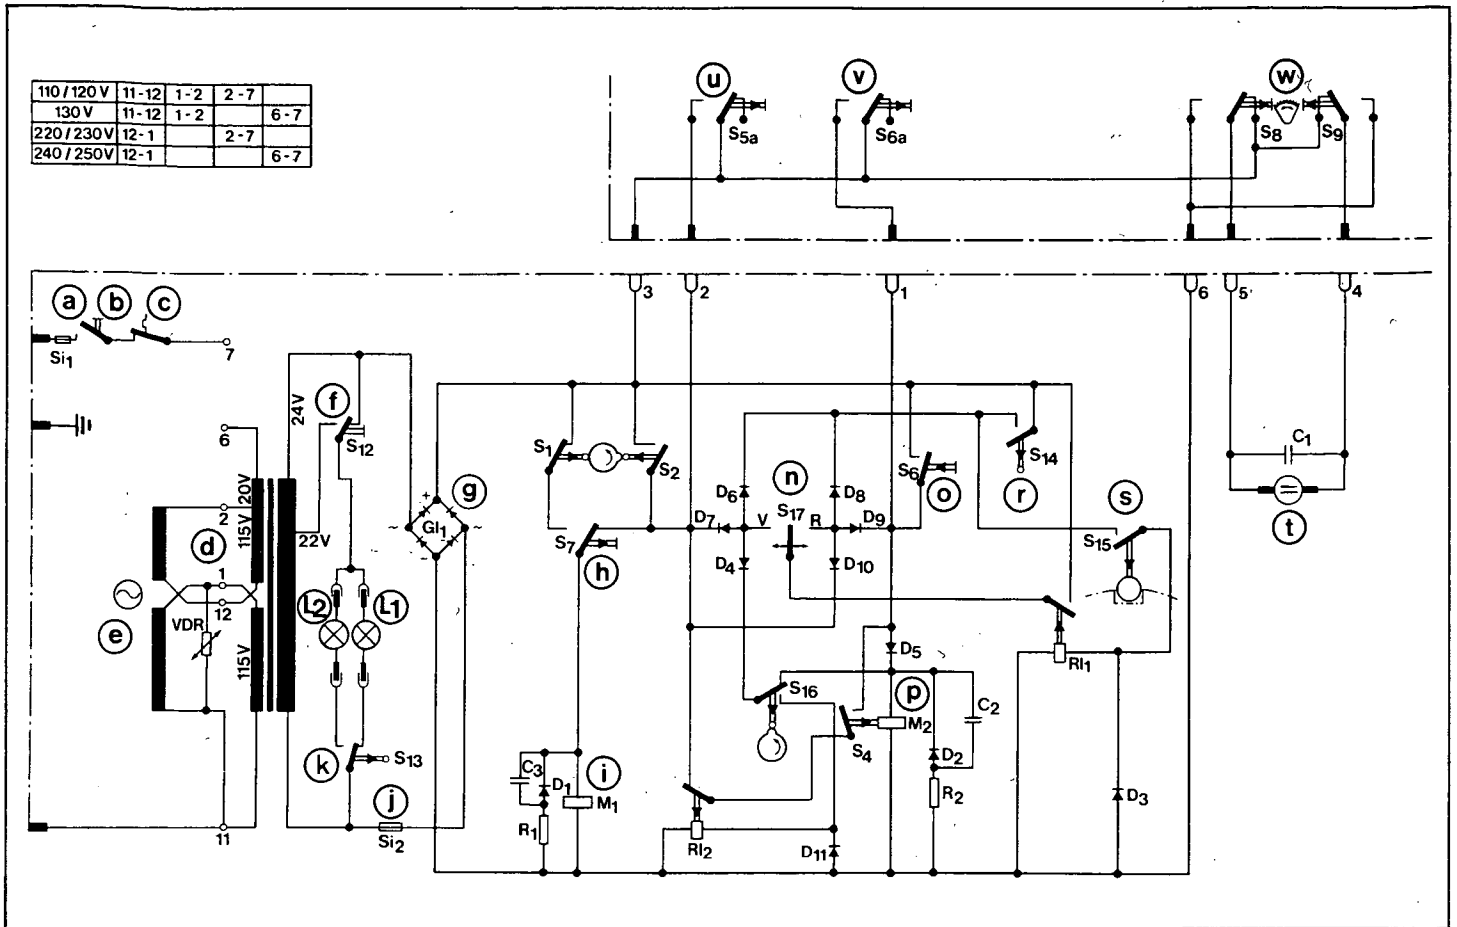 110/120V 11-12 1-2 2-7
130V 11-12 1-2 6-7
220/230V 12-1 2-7
240/250V 12-1 6-7
u
v
w
S5a
S6a
S8
S9
3
2
1
6
5
4
a
b
c
Si1
7
6
2
d
1
12
VDR
e
11
120V
115V
115V
24V
22V
f
S12
g
+
~
~
-
Gl1
L2
L1
k
S13
j
Si2
S1
S2
S7
h
C3
D1
R1
i
M1
D6
D7
D4
V
n
S17
R
D8
D9
D10
S6
o
S14
r
s
S15
C1
t
D5
S16
p
M2
S4
C2
D2
R2
Rl1
Rl2
D11
D3